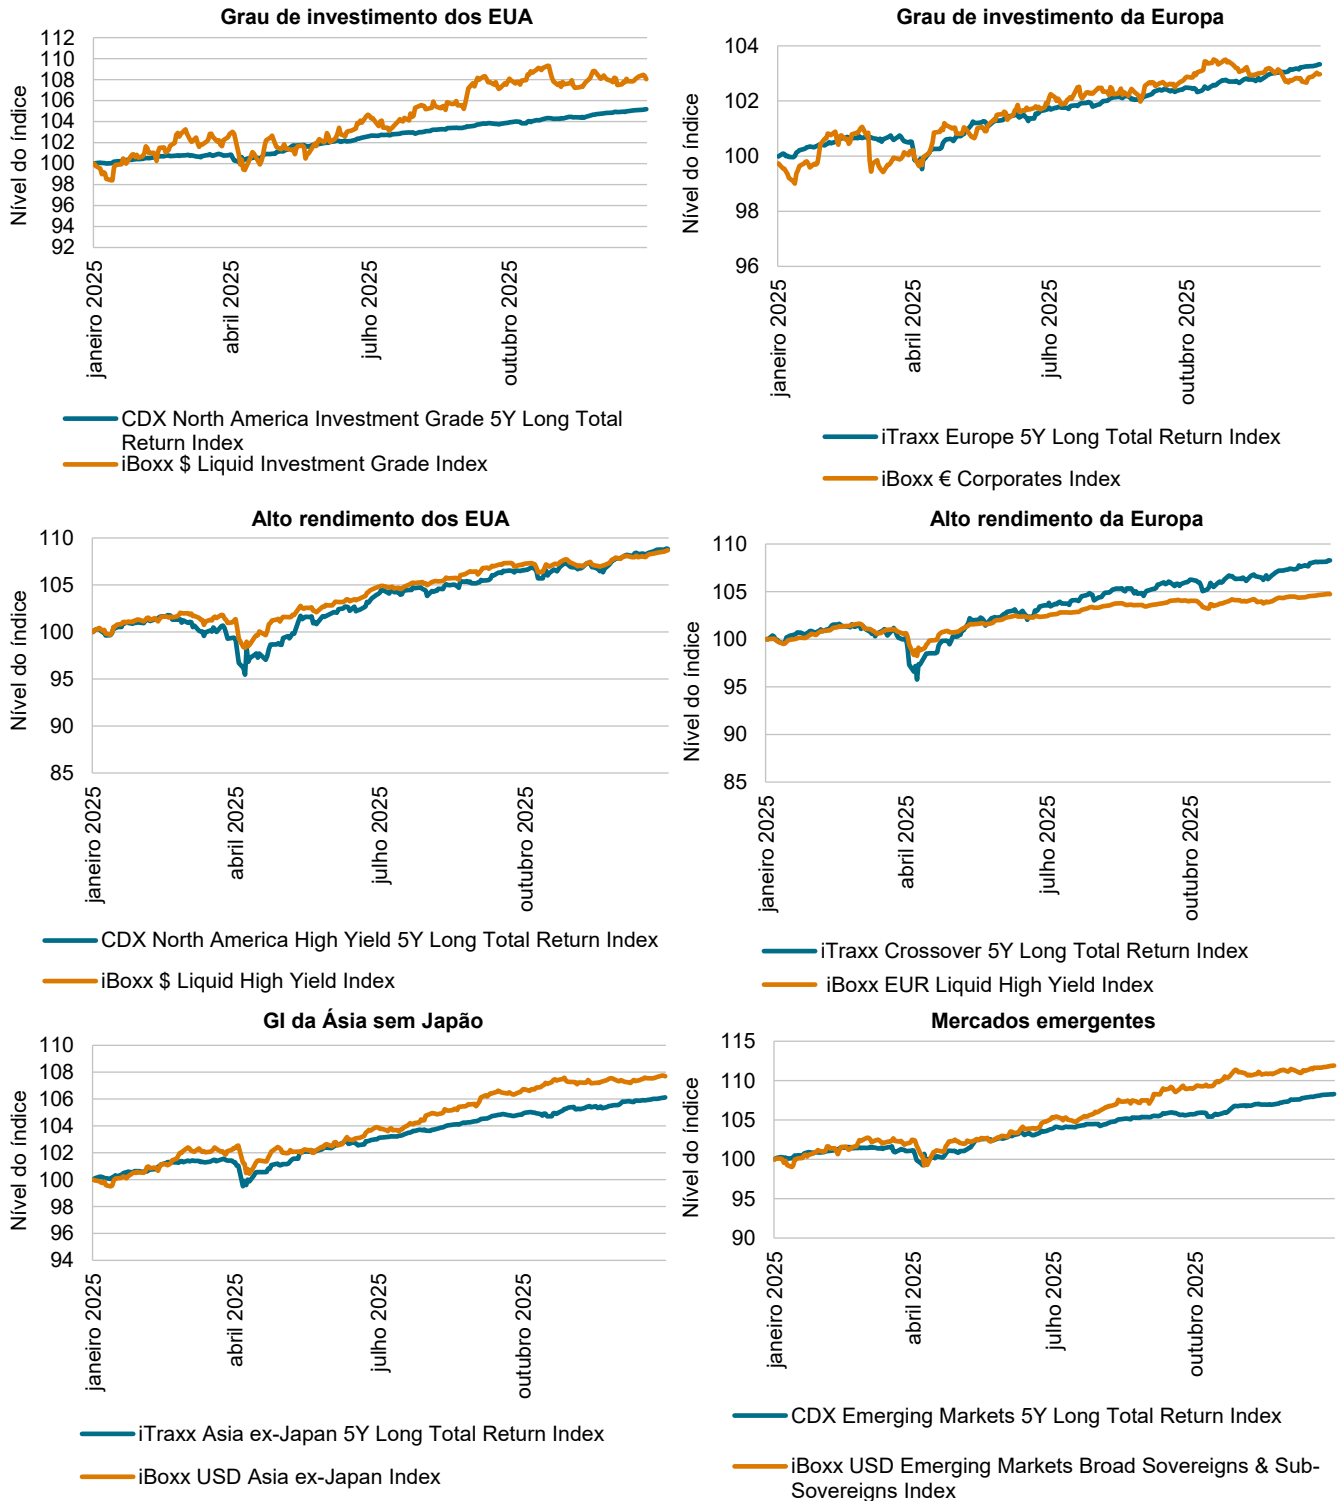 Grau de investimento dos EUA
112
110
108
106
104
102
100
98
96
94
92
Nível do índice
janeiro 2025
abril 2025
julho 2025
outubro 2025
CDX North America Investment Grade 5Y Long Total
Return Index
iBoxx $ Liquid Investment Grade Index
Grau de investimento da Europa
104
102
100
98
96
Nível do índice
janeiro 2025
abril 2025
julho 2025
outubro 2025
iTraxx Europe 5Y Long Total Return Index
iBoxx € Corporates Index
Alto rendimento dos EUA
110
105
100
95
90
85
Nível do índice
janeiro 2025
abril 2025
julho 2025
outubro 2025
CDX North America High Yield 5Y Long Total Return Index
iBoxx $ Liquid High Yield Index
Alto rendimento da Europa
110
105
100
95
90
85
Nível do índice
janeiro 2025
abril 2025
julho 2025
outubro 2025
iTraxx Crossover 5Y Long Total Return Index
iBoxx EUR Liquid High Yield Index
GI da Ásia sem Japão
110
108
106
104
102
100
98
96
94
Nível do índice
janeiro 2025
abril 2025
julho 2025
outubro 2025
iTraxx Asia ex-Japan 5Y Long Total Return Index
iBoxx USD Asia ex-Japan Index
Mercados emergentes
115
110
105
100
95
90
Nível do índice
janeiro 2025
abril 2025
julho 2025
outubro 2025
CDX Emerging Markets 5Y Long Total Return Index
iBoxx USD Emerging Markets Broad Sovereigns & Sub-
Sovereigns Index